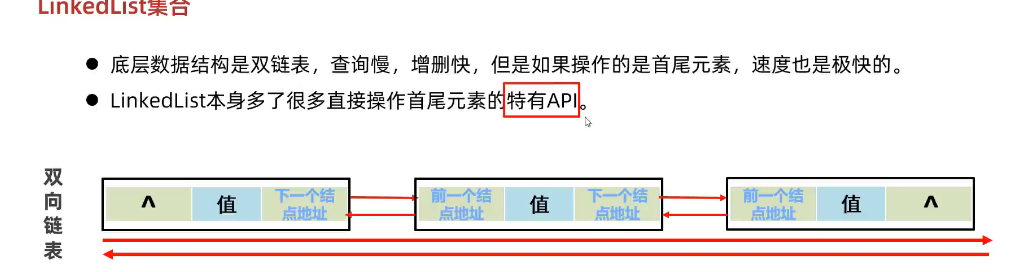 LinkedList集合
● 底层数据结构是双链表，查询慢，增删快，但是如果操作的是首尾元素，速度也是极快的。
● LinkedList本身多了很多直接操作首尾元素的特有API。
双向链表
^ 值 下一个结点地址 前一个结点地址 值 下一个结点地址 前一个结点地址 值 ^